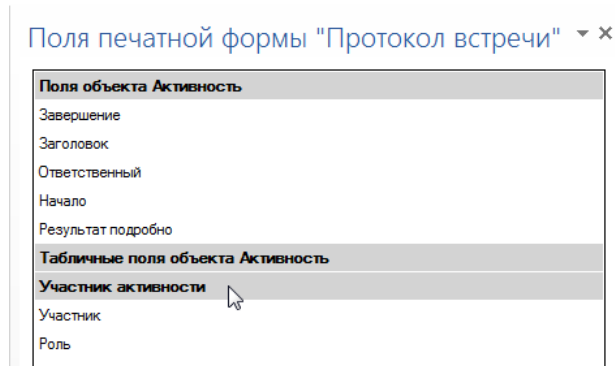 Поля печатной формы "Протокол встречи"
Поля объекта Активность
Завершение
Заголовок
Ответственный
Начало
Результат подробно
Табличные поля объекта Активность
Участник активности
Участник
Роль